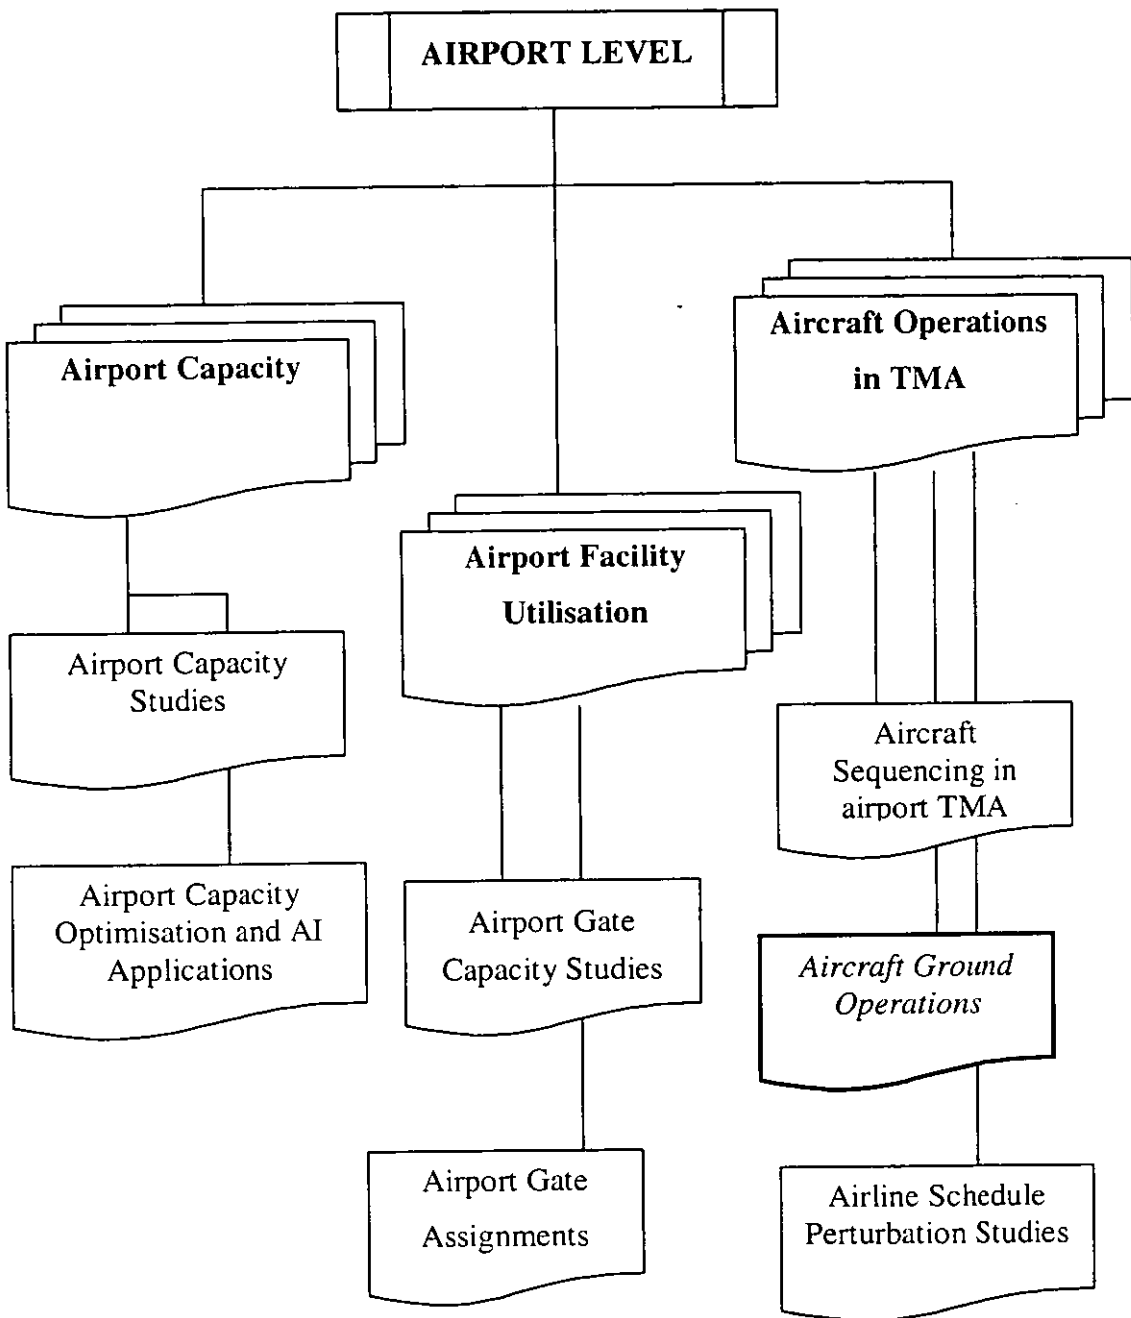 AIRPORT LEVEL
Airport Capacity
Airport Capacity
Studies
Airport Capacity
Optimisation and AI
Applications
Airport Facility
Utilisation
Airport Gate
Capacity Studies
Airport Gate
Assignments
Aircraft Operations
in TMA
Aircraft
Sequencing in
airport TMA
Aircraft Ground
Operations
Airline Schedule
Perturbation Studies